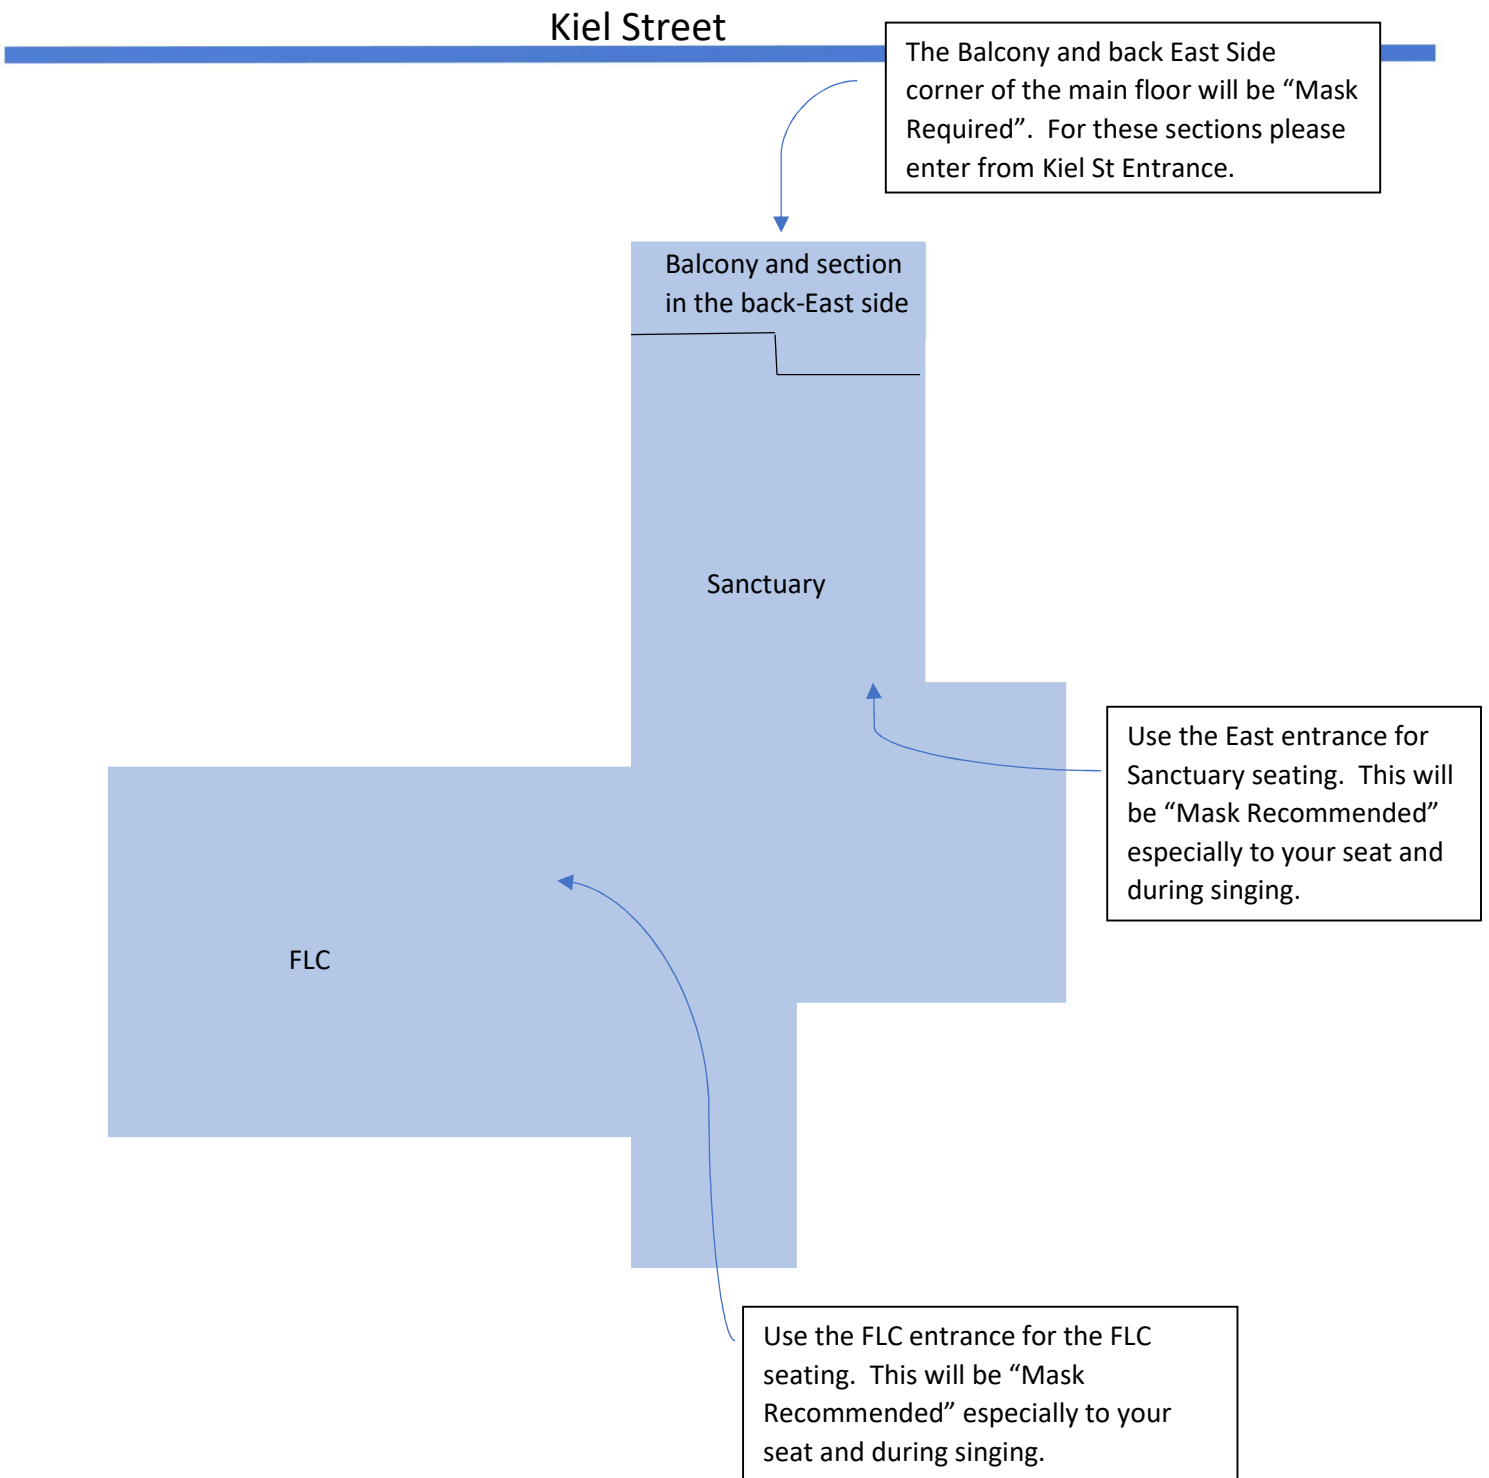 Kiel Street
The Balcony and back East Side
corner of the main floor will be “Mask
Required”.  For these sections please
enter from Kiel St Entrance.
Balcony and section
in the back-East side
Sanctuary
Use the East entrance for
Sanctuary seating.  This will
be “Mask Recommended”
especially to your seat and
during singing.
FLC
Use the FLC entrance for the FLC
seating.  This will be “Mask
Recommended” especially to your
seat and during singing.